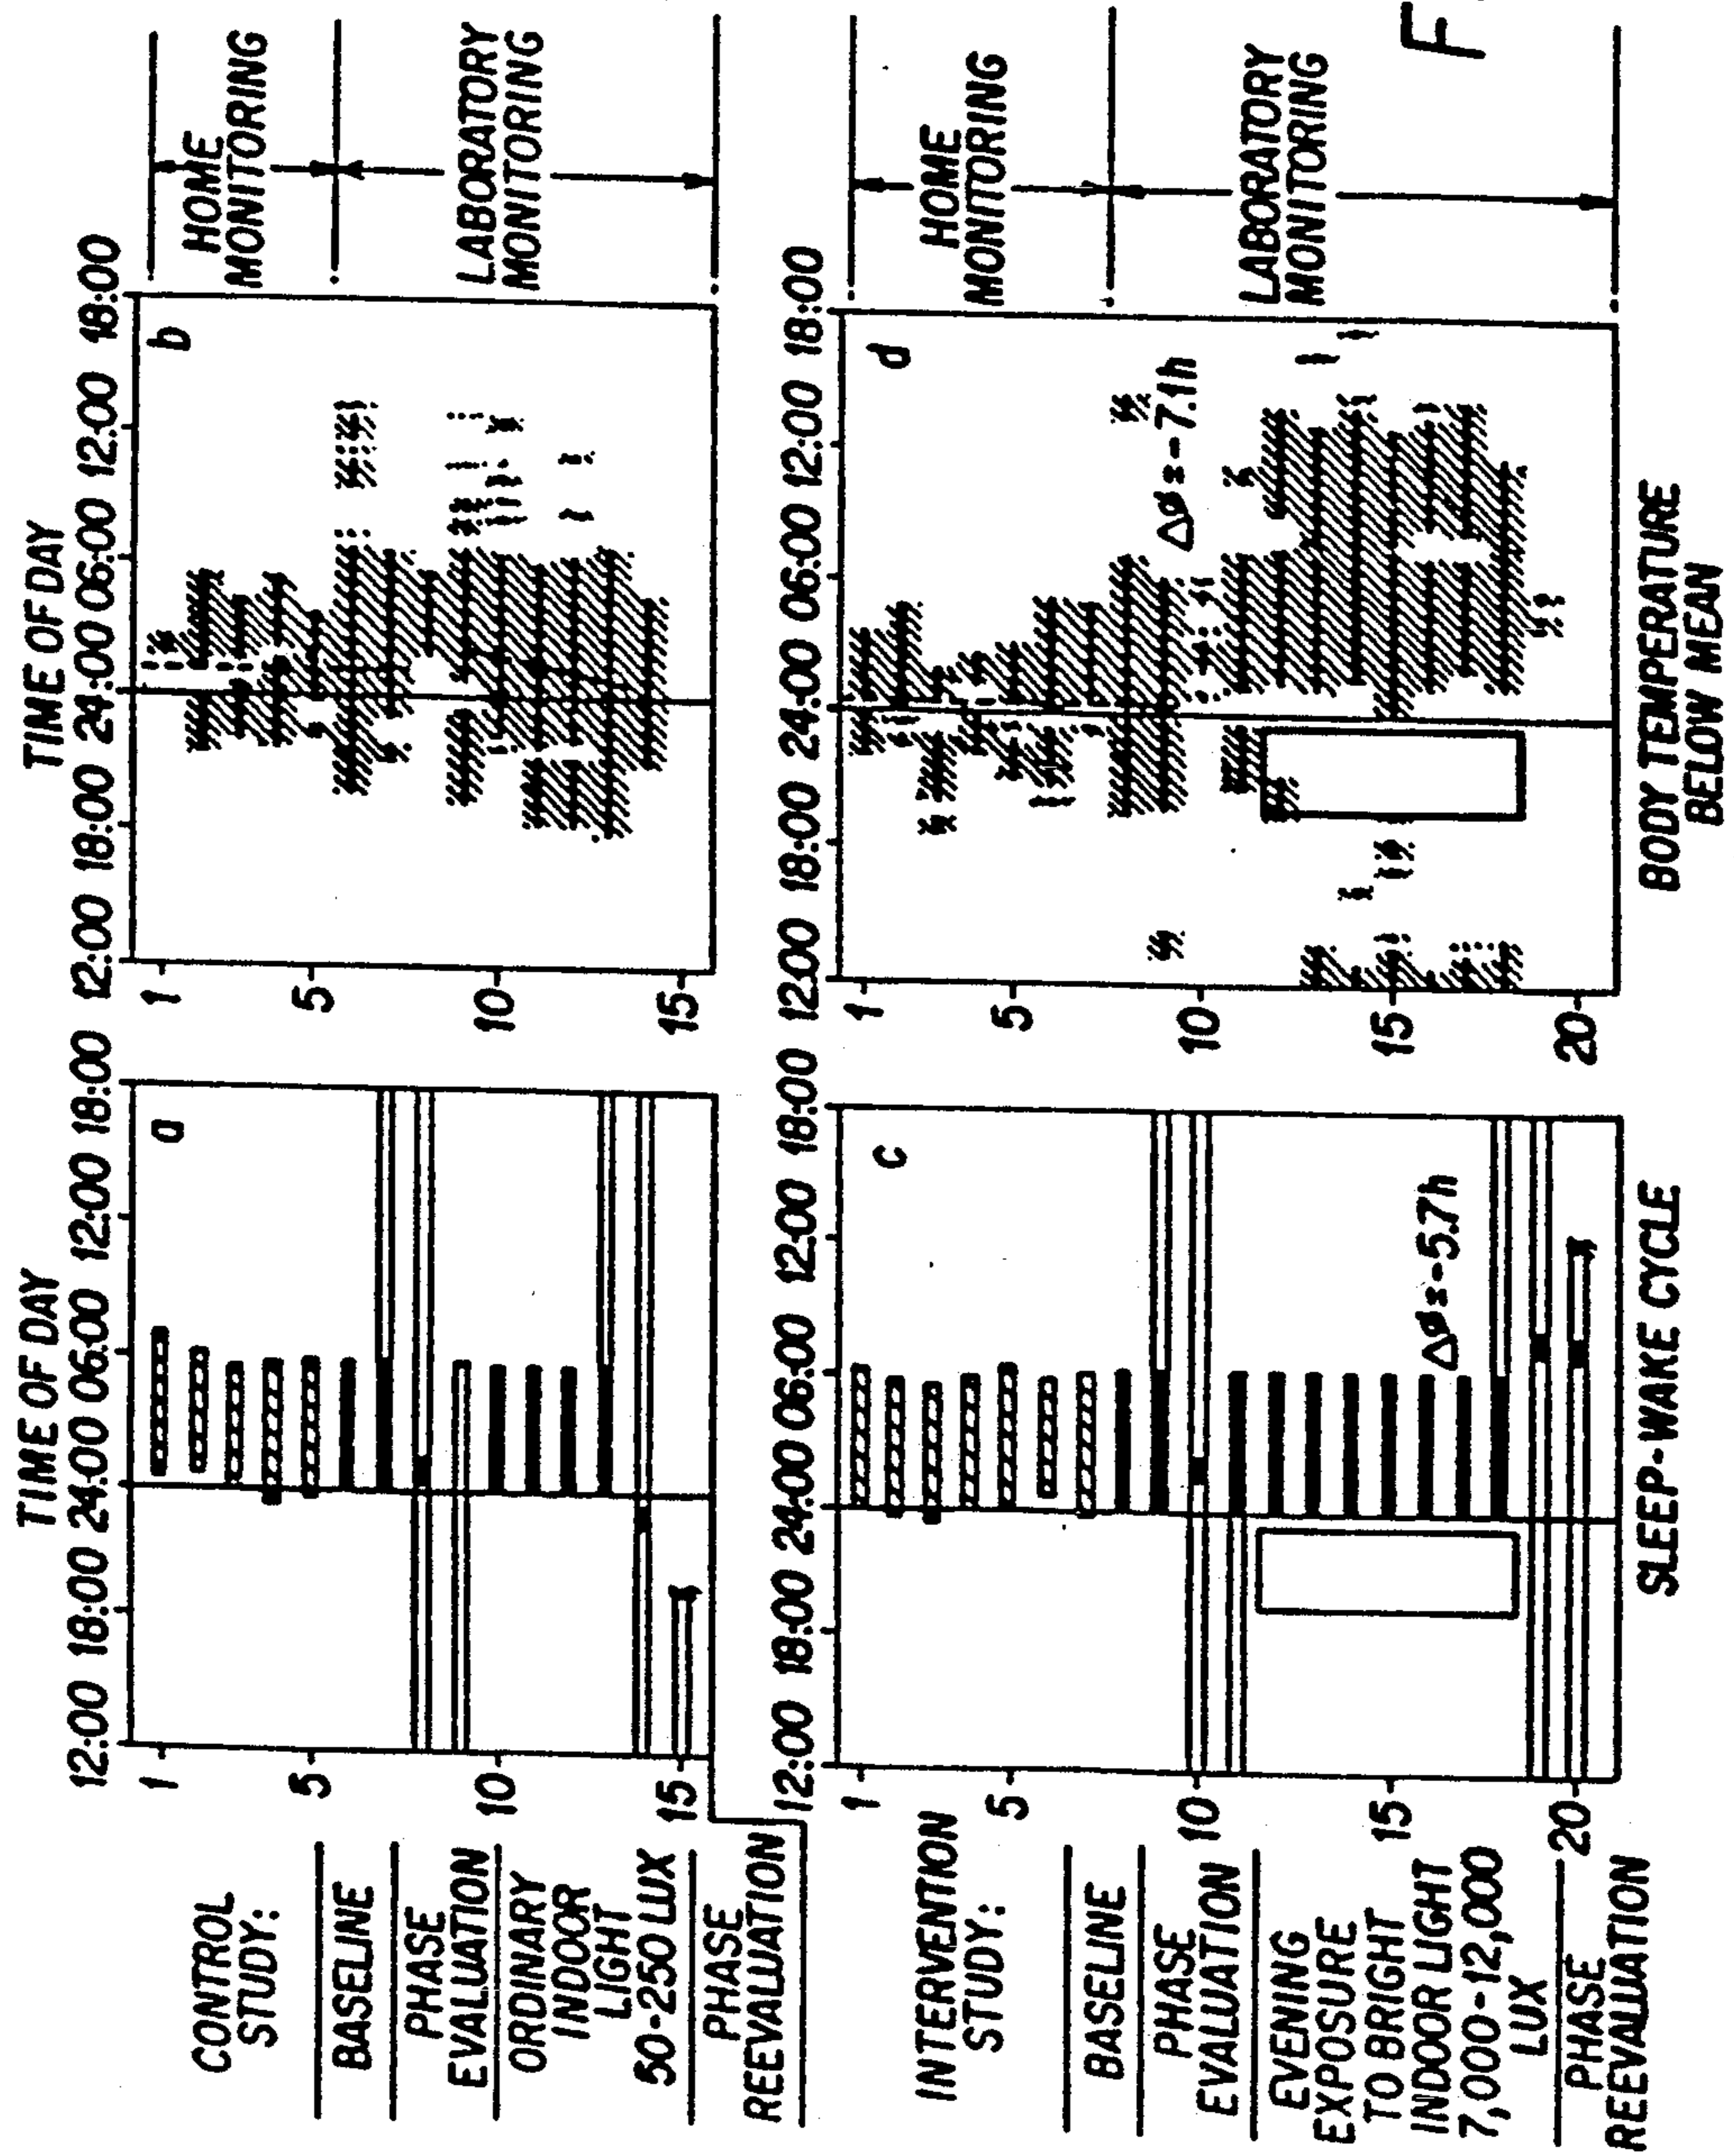 TIME OF DAY
12:00 18:00 24:00 06:00 12:00 18:00
TIME OF DAY
12:00 18:00 24:00 06:00 12:00 18:00
CONTROL
STUDY:
BASELINE
PHASE
EVALUATION
ORDINARY
INDOOR
LIGHT
50-250 LUX
PHASE
REEVALUATION
1
5
10
15
a
1
5
10
15
b
HOME
MONITORING
LABORATORY
MONITORING
12:00 18:00 24:00 06:00 12:00 18:00
12:00 18:00 24:00 06:00 12:00 18:00
INTERVENTION
STUDY:
BASELINE
PHASE
EVALUATION
EVENING
EXPOSURE
TO BRIGHT
INDOOR LIGHT
7,000-12,000
LUX
PHASE
REEVALUATION
1
5
10
15
20
c
ΔØ=-5.7h
1
5
10
15
20
d
ΔØ=-7.1h
HOME
MONITORING
LABORATORY
MONITORING
SLEEP-WAKE CYCLE
BODY TEMPERATURE
BELOW MEAN
F